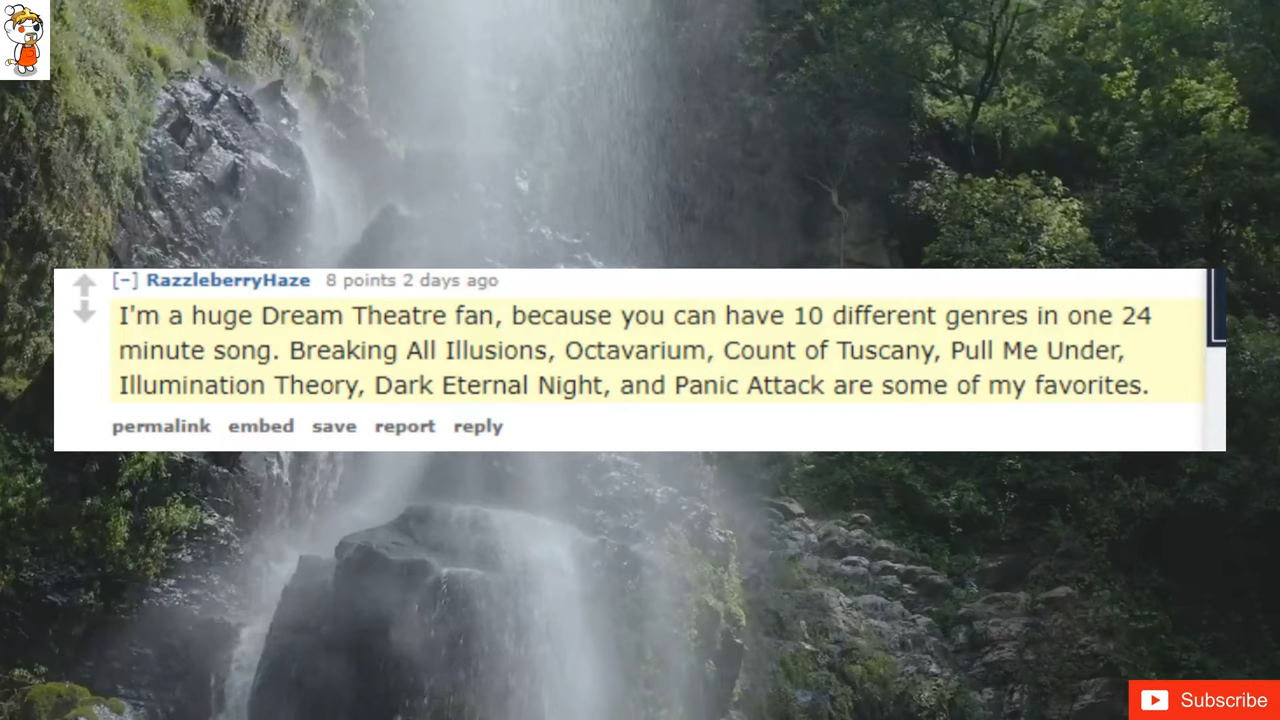 [-] RazzleberryHaze 8 points 2 days ago
I'm a huge Dream Theatre fan, because you can have 10 different genres in one 24
minute song. Breaking All Illusions, Octavarium, Count of Tuscany, Pull Me Under,
Illumination Theory, Dark Eternal Night, and Panic Attack are some of my favorites.
permalink embed save report reply
Subscribe